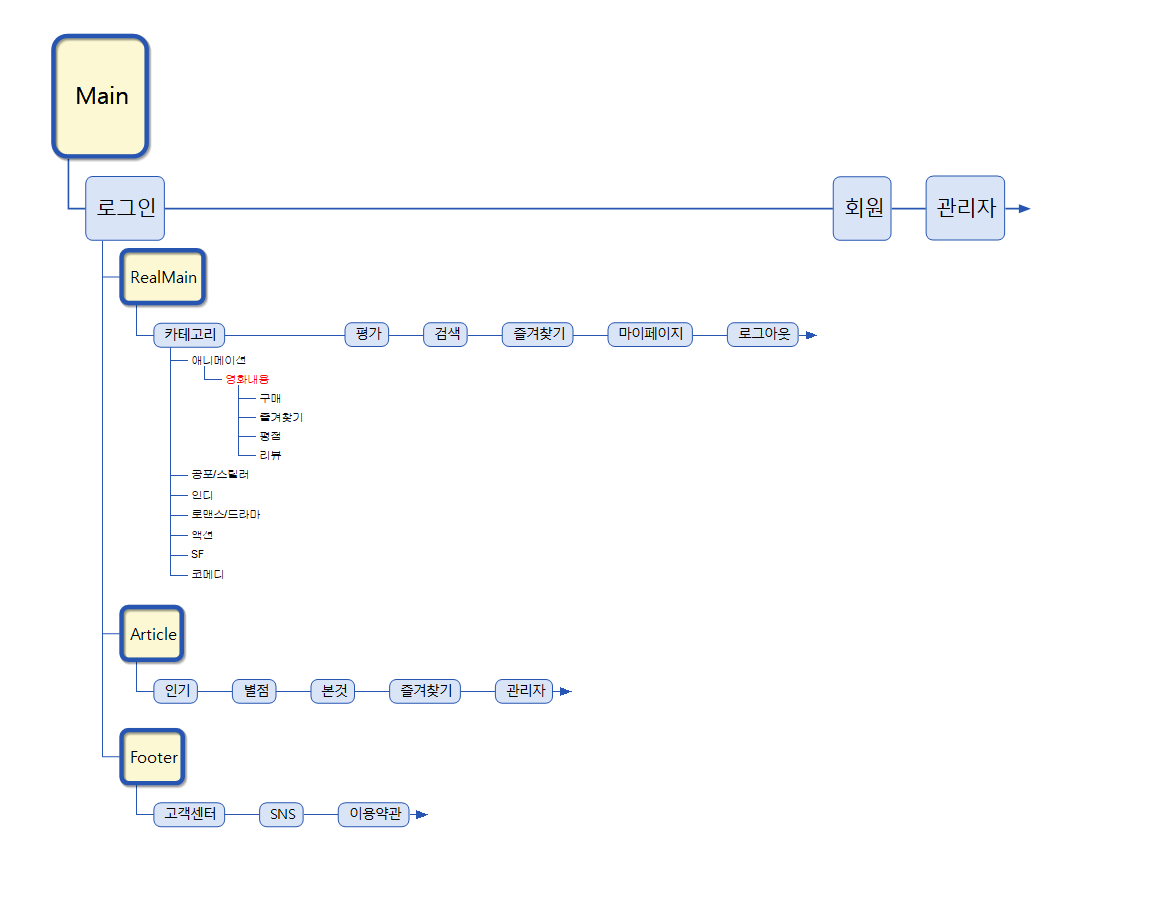 Main
로그인 회원 관리자
RealMain
카테고리 평가 검색 즐겨찾기 마이페이지 로그아웃
애니메이션
영화내용
구매
즐겨찾기
평점
리뷰
공포/스릴러
인디
로맨스/드라마
액션
SF
코메디
Article
인기 별점 본것 즐겨찾기 관리자
Footer
고객센터 SNS 이용약관